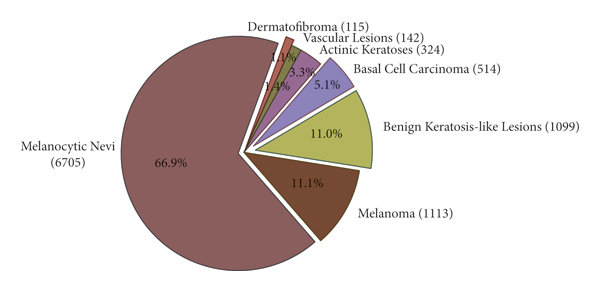 Dermatofibroma (115)
Vascular Lesions (142)
Actinic Keratoses (324)
Basal Cell Carcinoma (514)
Benign Keratosis-like Lesions (1099)
Melanoma (1113)
Melanocytic Nevi
(6705)
1.1%
1.4%
3.3%
5.1%
11.0%
11.1%
66.9%